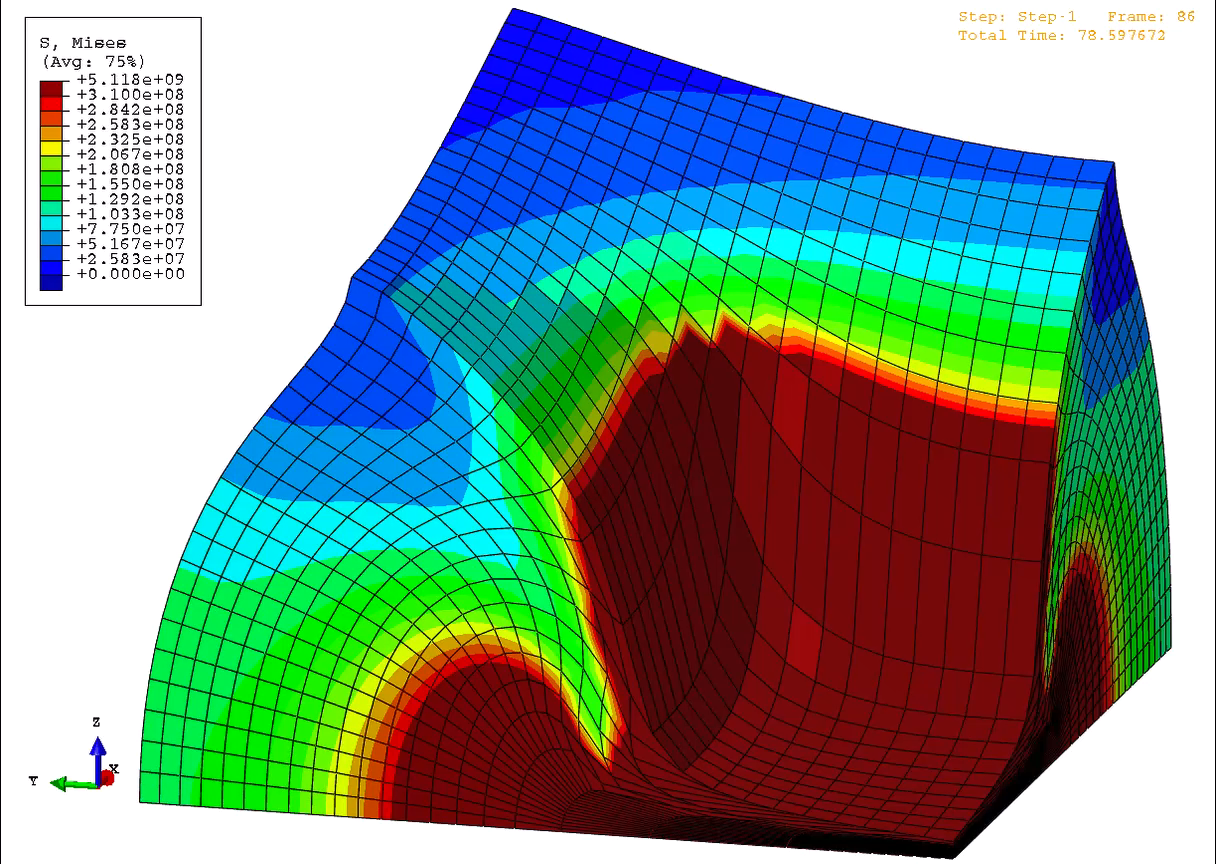 Step: Step-1 Frame: 86
Total Time: 78.597672
S, Mises
(Avg: 75%)
+5.118e+09
+3.100e+08
+2.842e+08
+2.583e+08
+2.325e+08
+2.067e+08
+1.808e+08
+1.550e+08
+1.292e+08
+1.033e+08
+7.750e+07
+5.167e+07
+2.583e+07
+0.000e+00
Z
Y
X